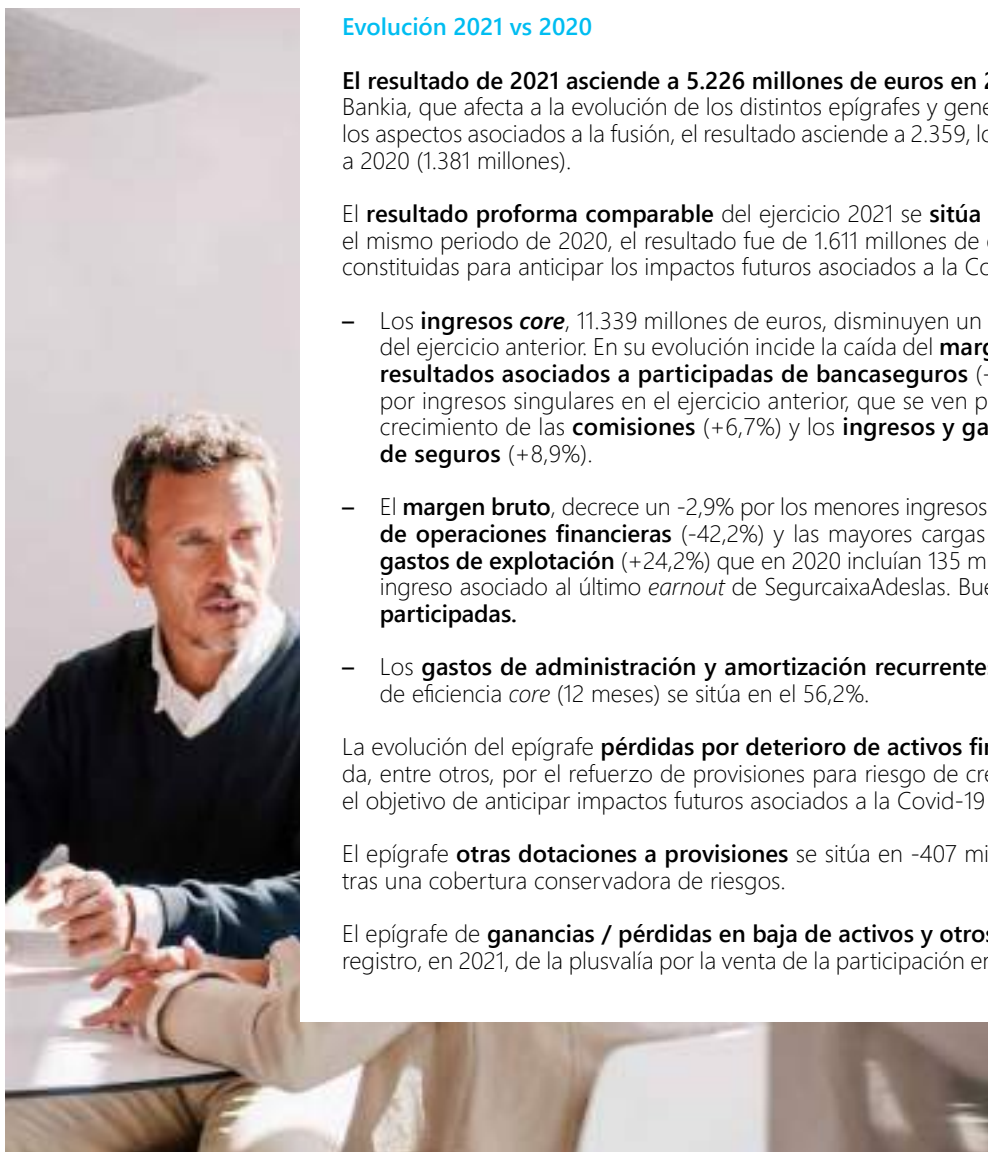 Evolución 2021 vs 2020
El resultado de 2021 asciende a 5.226 millones de euros en
Bankia, que afecta a la evolución de los distintos epígrafes y
los aspectos asociados a la fusión, el resultado asciende a 2.359,
a 2020 (1.381 millones).
El resultado proforma comparable del ejercicio 2021 se sitúa
el mismo periodo de 2020, el resultado fue de 1.611 millones de
constituidas para anticipar los impactos futuros asociados a la
– Los ingresos core, 11.339 millones de euros, disminuyen un
del ejercicio anterior. En su evolución incide la caída del
resultados asociados a participadas de bancaseguros (-
por ingresos singulares en el ejercicio anterior, que se ven
crecimiento de las comisiones (+6,7%) y los ingresos y
de seguros (+8,9%).
– El margen bruto, decrece un -2,9% por los menores ingresos
de operaciones financieras (-42,2%) y las mayores cargas
gastos de explotación (+24,2%) que en 2020 incluían 135
ingreso asociado al último earnout de SegurcaixaAdeslas.
participadas.
– Los gastos de administración y amortización recurrentes
de eficiencia core (12 meses) se sitúa en el 56,2%.
La evolución del epígrafe pérdidas por deterioro de activos
da, entre otros, por el refuerzo de provisiones para riesgo de
el objetivo de anticipar impactos futuros asociados a la Covid-19
El epígrafe otras dotaciones a provisiones se sitúa en -407
tras una cobertura conservadora de riesgos.
El epígrafe de ganancias / pérdidas en baja de activos y otros
registro, en 2021, de la plusvalía por la venta de la participación